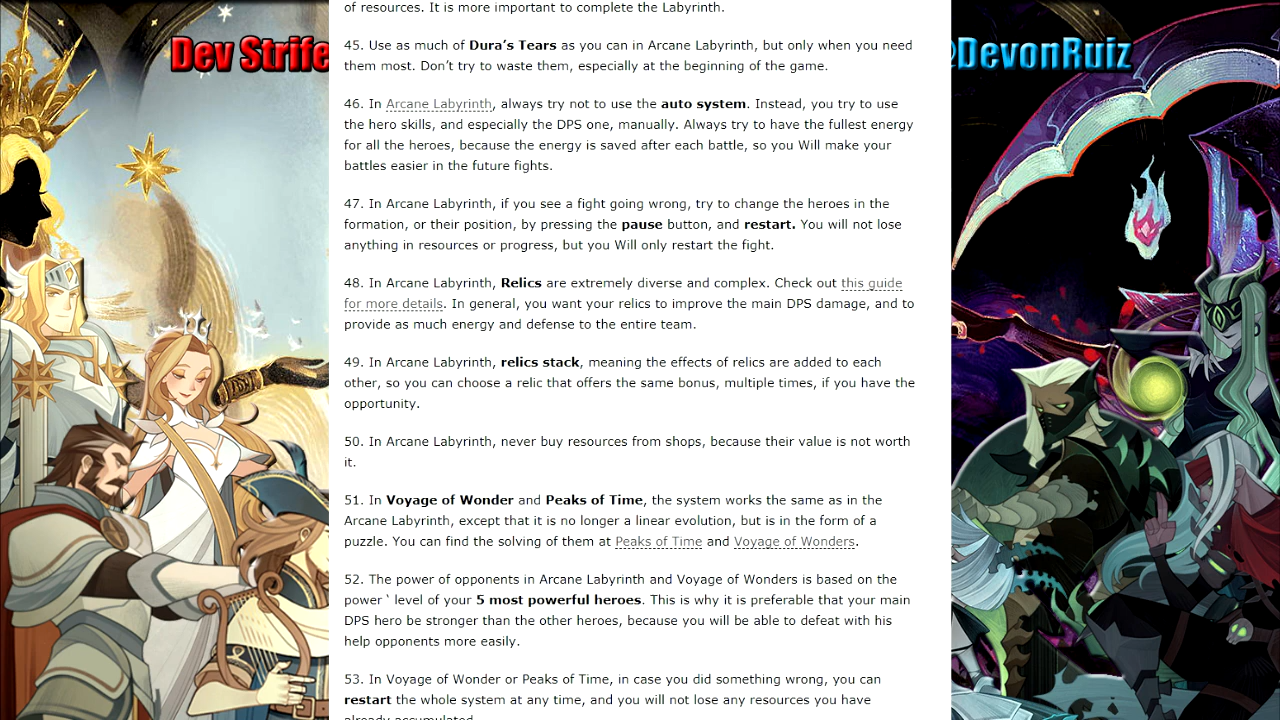 of resources. It is more important to complete the Labyrinth.
Dev Strife
@DevonRuiz
45. Use as much of Dura’s Tears as you can in Arcane Labyrinth, but only when you need
them most. Don’t try to waste them, especially at the beginning of the game.
46. In Arcane Labyrinth, always try not to use the auto system. Instead, you try to use
the hero skills, and especially the DPS one, manually. Always try to have the fullest energy
for all the heroes, because the energy is saved after each battle, so you Will make your
battles easier in the future fights.
47. In Arcane Labyrinth, if you see a fight going wrong, try to change the heroes in the
formation, or their position, by pressing the pause button, and restart. You will not lose
anything in resources or progress, but you Will only restart the fight.
48. In Arcane Labyrinth, Relics are extremely diverse and complex. Check out this guide
for more details. In general, you want your relics to improve the main DPS damage, and to
provide as much energy and defense to the entire team.
49. In Arcane Labyrinth, relics stack, meaning the effects of relics are added to each
other, so you can choose a relic that offers the same bonus, multiple times, if you have the
opportunity.
50. In Arcane Labyrinth, never buy resources from shops, because their value is not worth
it.
51. In Voyage of Wonder and Peaks of Time, the system works the same as in the
Arcane Labyrinth, except that it is no longer a linear evolution, but is in the form of a
puzzle. You can find the solving of them at Peaks of Time and Voyage of Wonders.
52. The power of opponents in Arcane Labyrinth and Voyage of Wonders is based on the
power ` level of your 5 most powerful heroes. This is why it is preferable that your main
DPS hero be stronger than the other heroes, because you will be able to defeat with his
help opponents more easily.
53. In Voyage of Wonder or Peaks of Time, in case you did something wrong, you can
restart the whole system at any time, and you will not lose any resources you have
already accumulated.